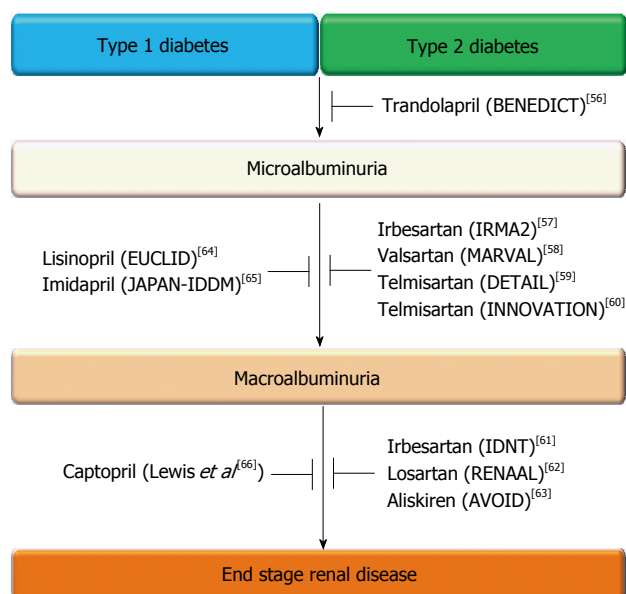 Type 1 diabetes
Type 2 diabetes
Trandolapril (BENEDICT)[56]
Microalbuminuria
Lisinopril (EUCLID)[64]
Imidapril (JAPAN-IDDM)[65]
Irbesartan (IRMA2)[57]
Valsartan (MARVAL)[58]
Telmisartan (DETAIL)[59]
Telmisartan (INNOVATION)[60]
Macroalbuminuria
Captopril (Lewis et al[66])
Irbesartan (IDNT)[61]
Losartan (RENAAL)[62]
Aliskiren (AVOID)[63]
End stage renal disease